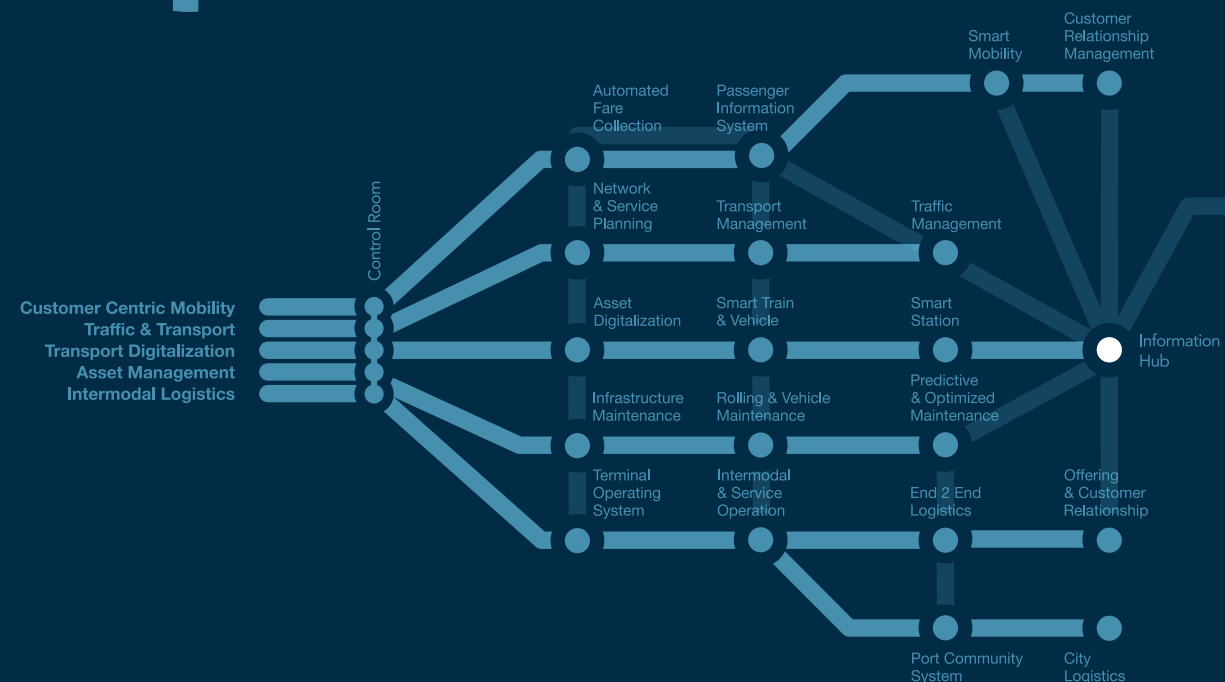 Customer
Relationship
Management
Smart
Mobility
Automated
Fare
Collection
Passenger
Information
System
Control Room
Network
& Service
Planning
Transport
Management
Traffic
Management
Customer Centric Mobility
Traffic & Transport
Transport Digitalization
Asset Management
Intermodal Logistics
Asset
Digitalization
Smart Train
& Vehicle
Smart
Station
Information
Hub
Infrastructure
Maintenance
Rolling & Vehicle
Maintenance
Predictive
& Optimized
Maintenance
Terminal
Operating
System
Intermodal
& Service
Operation
End 2 End
Logistics
Offering
& Customer
Relationship
Port Community
System
City
Logistics